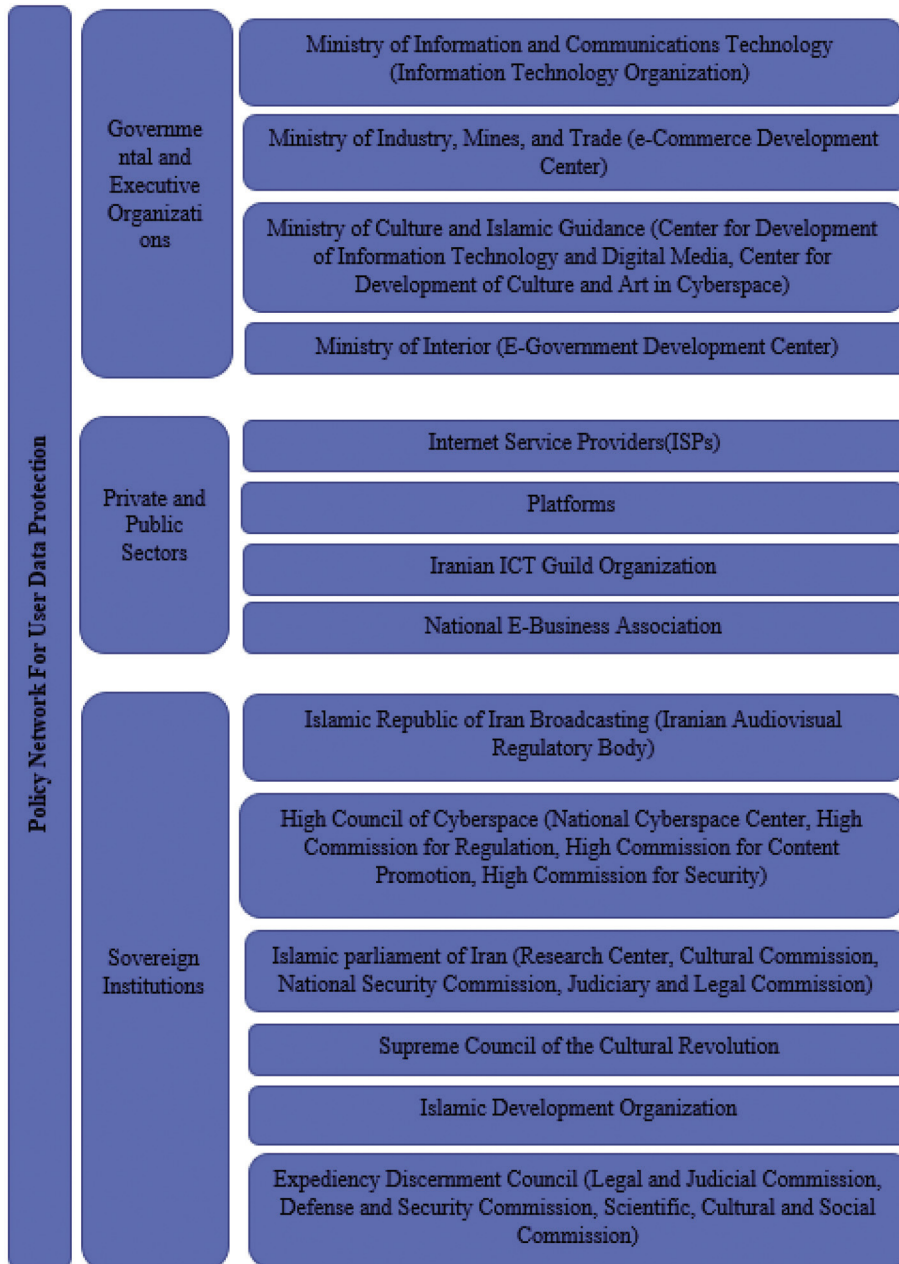 Policy Network For User Data Protection
Governme
ntal and
Executive
Organizati
ons
Ministry of Information and Communications Technology
(Information Technology Organization)
Ministry of Industry, Mines, and Trade (e-Commerce Development
Center)
Ministry of Culture and Islamic Guidance (Center for Development
of Information Technology and Digital Media, Center for
Development of Culture and Art in Cyberspace)
Ministry of Interior (E-Government Development Center)
Private and
Public
Sectors
Internet Service Providers(ISPs)
Platforms
Iranian ICT Guild Organization
National E-Business Association
Sovereign
Institutions
Islamic Republic of Iran Broadcasting (Iranian Audiovisual
Regulatory Body)
High Council of Cyberspace (National Cyberspace Center, High
Commission for Regulation, High Commission for Content
Promotion, High Commission for Security)
Islamic parliament of Iran (Research Center, Cultural Commission,
National Security Commission, Judiciary and Legal Commission)
Supreme Council of the Cultural Revolution
Islamic Development Organization
Expediency Discernment Council (Legal and Judicial Commission,
Defense and Security Commission, Scientific, Cultural and Social
Commission)